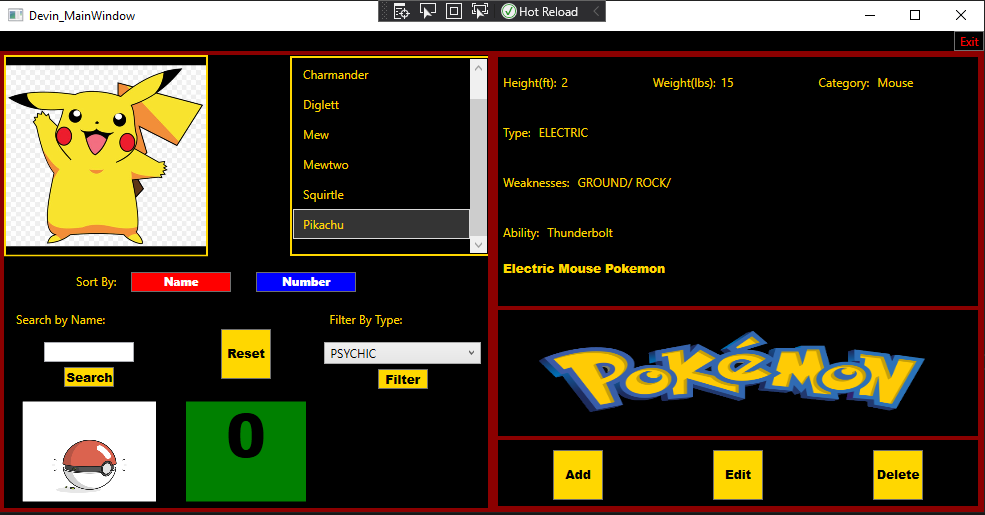 Devin_MainWindow
Hot Reload
Exit
Charmander
Diglett
Mew
Mewtwo
Squirtle
Pikachu
Sort By: Name Number
Search by Name:
Search
Reset
Filter By Type:
PSYCHIC
Filter
0
Height(ft): 2 Weight(lbs): 15 Category: Mouse
Type: ELECTRIC
Weaknesses: GROUND/ ROCK/
Ability: Thunderbolt
Electric Mouse Pokemon
POKéMON
Add Edit Delete